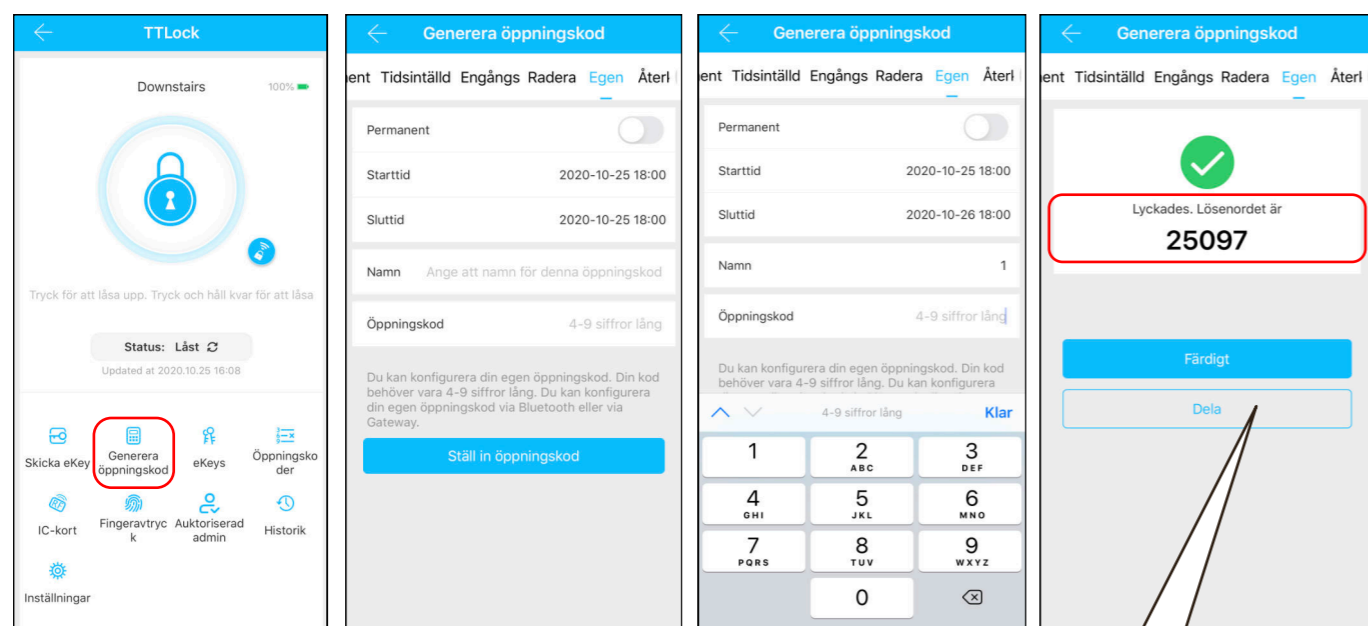 TTLock
Downstairs
100%
Tryck för att låsa upp. Tryck och håll kvar för att låsa
Status: Låst
Updated at 2020.10.25 16:08
Skicka eKey
Generera
öppningskod
eKeys
Öppningsko
der
IC-kort
Fingeravtryc
k
Auktoriserad
admin
Historik
Inställningar
Generera öppningskod
ent Tidsintälld Engångs Radera Egen Återk
Permanent
Starttid 2020-10-25 18:00
Sluttid 2020-10-25 18:00
Namn Ange att namn för denna öppningskod
Öppningskod 4-9 siffror lång
Du kan konfigurera din egen öppningskod. Din kod
behöver vara 4-9 siffror lång. Du kan konfigurera
din egen öppningskod via Bluetooth eller via
Gateway.
Ställ in öppningskod
Generera öppningskod
ent Tidsintälld Engångs Radera Egen Återk
Permanent
Starttid 2020-10-25 18:00
Sluttid 2020-10-26 18:00
Namn 1
Öppningskod 4-9 siffror lång
Du kan konfigurera din egen öppningskod. Din kod
behöver vara 4-9 siffror lång. Du kan konfigurera
4-9 siffror lång Klar
1 2 3
ABC DEF
4 5 6
GHI JKL MNO
7 8 9
PQRS TUV WXYZ
0
Generera öppningskod
ent Tidsintälld Engångs Radera Egen Återk
Lyckades. Lösenordet är
25097
Färdigt
Dela